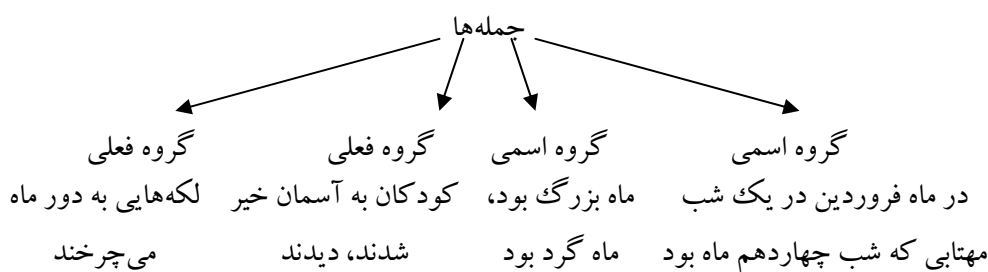 جمله‌ها
گروه اسمی گروه اسمی گروه فعلی گروه فعلی
در ماه فروردین در یک شب ماه بزرگ بود، کودکان به آسمان خیر لکه‌هایی به دور ماه
مهتابی که شب چهاردهم ماه بود ماه گرد بود شدند، دیدند می‌چرخند